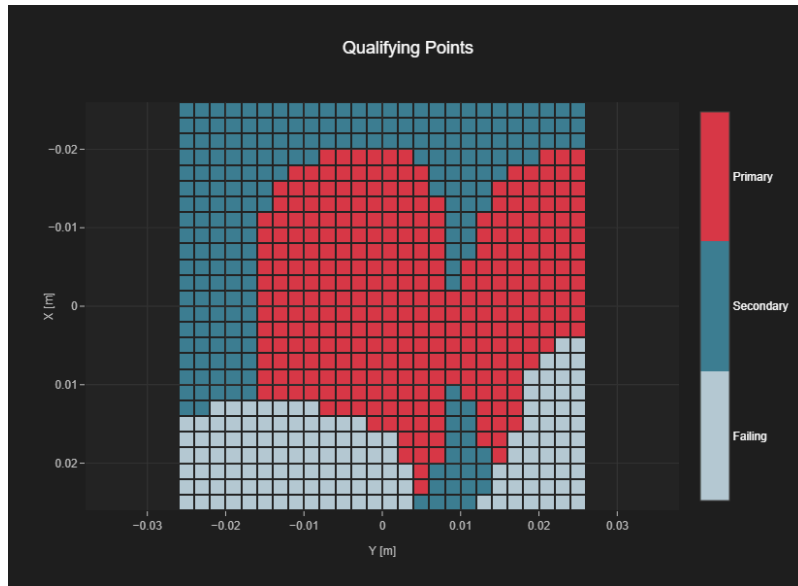 Qualifying Points
−0.02
−0.01
0
0.01
0.02
X [m]
−0.03
−0.02
−0.01
0
0.01
0.02
0.03
Y [m]
Primary
Secondary
Failing